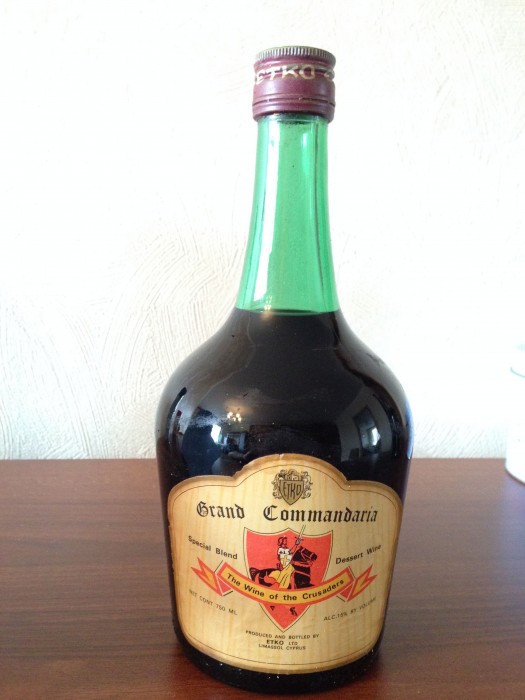 ETKO
ETKO
Grand Commandaria
Special Blend
Dessert Wine
The Wine of the Crusaders
NET CONT. 750 ML
ALC. 15% BY VOLUME
PRODUCED AND BOTTLED BY
ETKO LTD
LIMASSOL CYPRUS